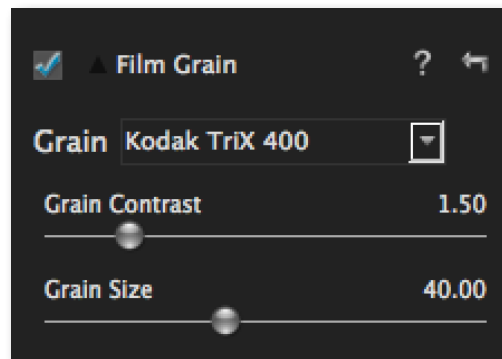 Film Grain ?
Grain Kodak TriX 400
Grain Contrast 1.50
Grain Size 40.00